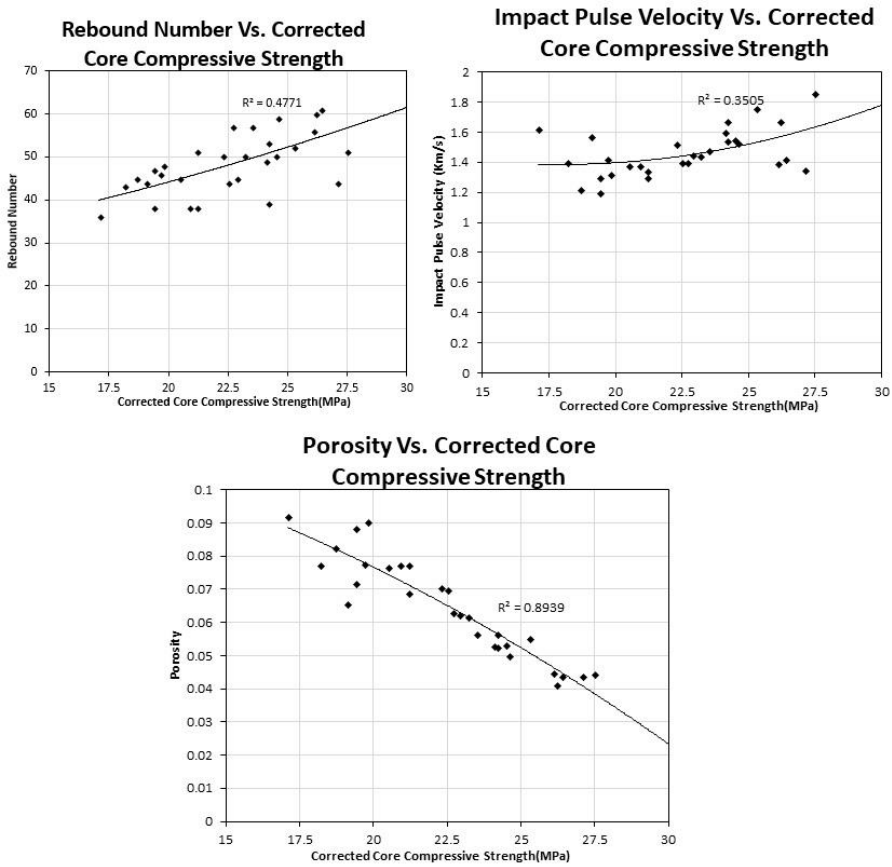 Rebound Number Vs. Corrected
Core Compressive Strength
70
60
50
40
30
20
10
0
Rebound Number
R² = 0.4771
15 17.5 20 22.5 25 27.5 30
Corrected Core Compressive Strength(MPa)
Impact Pulse Velocity Vs. Corrected
Core Compressive Strength
2
1.8
1.6
1.4
1.2
1
0.8
0.6
0.4
0.2
0
Impact Pulse Velocity (Km/s)
R² = 0.3505
15 17.5 20 22.5 25 27.5 30
Corrected Core Compressive Strength(MPa)
Porosity Vs. Corrected Core
Compressive Strength
0.1
0.09
0.08
0.07
0.06
0.05
0.04
0.03
0.02
0.01
0
Porosity
R² = 0.8939
15 17.5 20 22.5 25 27.5 30
Corrected Core Compressive Strength(MPa)